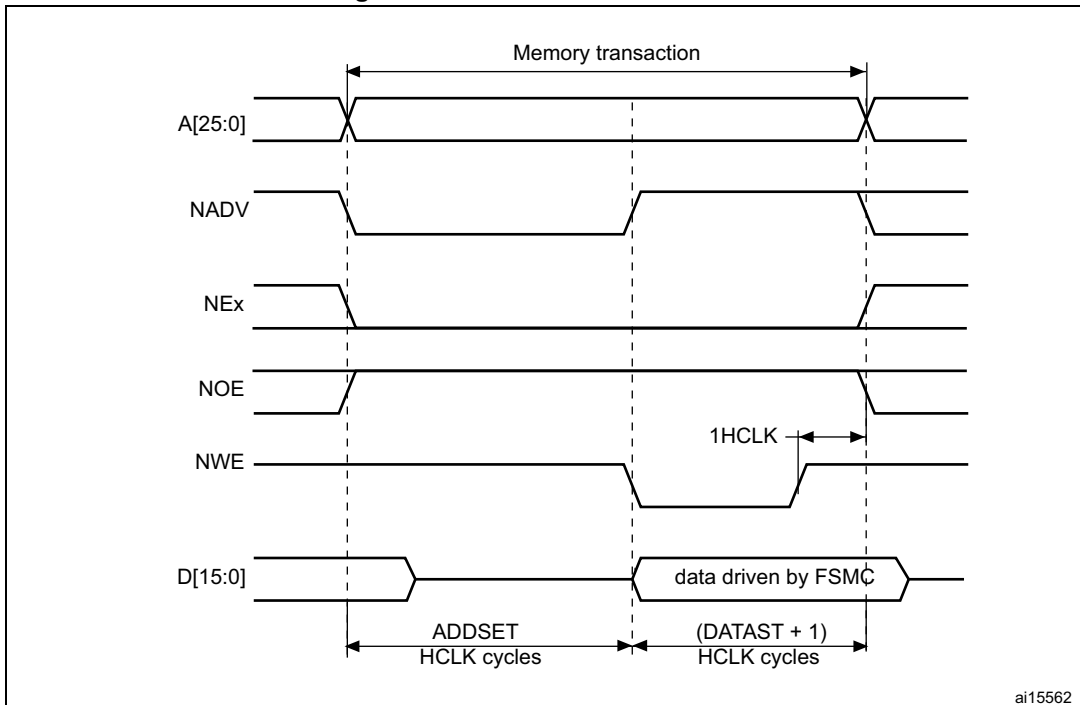 g
Memory transaction
A[25:0]
NADV
NEx
NOE
1HCLK
NWE
D[15:0]
data driven by FSMC
ADDSET
HCLK cycles
(DATAST + 1)
HCLK cycles
ai15562